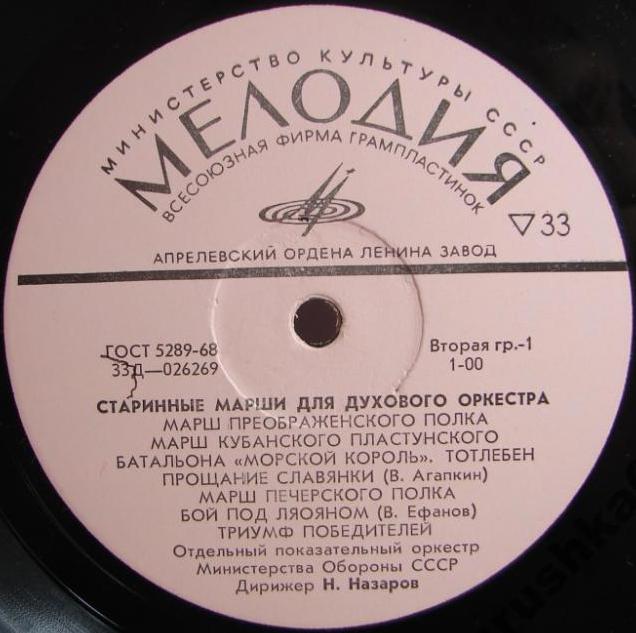 МИНИСТЕРСТВО КУЛЬТУРЫ СССР
МЕЛОДИЯ
ВСЕСОЮЗНАЯ ФИРМА ГРАМПЛАСТИНОК
33
АПРЕЛЕВСКИЙ ОРДЕНА ЛЕНИНА ЗАВОД
ГОСТ 5289-68
Вторая гр.-1
33Д—026269
1-00
СТАРИННЫЕ МАРШИ ДЛЯ ДУХОВОГО ОРКЕСТРА
МАРШ ПРЕОБРАЖЕНСКОГО ПОЛКА
МАРШ КУБАНСКОГО ПЛАСТУНСКОГО
БАТАЛЬОНА «МОРСКОЙ КОРОЛЬ». ТОТЛЕБЕН
ПРОЩАНИЕ СЛАВЯНКИ (В. Агапкин)
МАРШ ПЕЧЕРСКОГО ПОЛКА
БОЙ ПОД ЛЯОЯНОМ (В. Ефанов)
ТРИУМФ ПОБЕДИТЕЛЕЙ
Отдельный показательный оркестр
Министерства Обороны СССР
Дирижер Н. Назаров